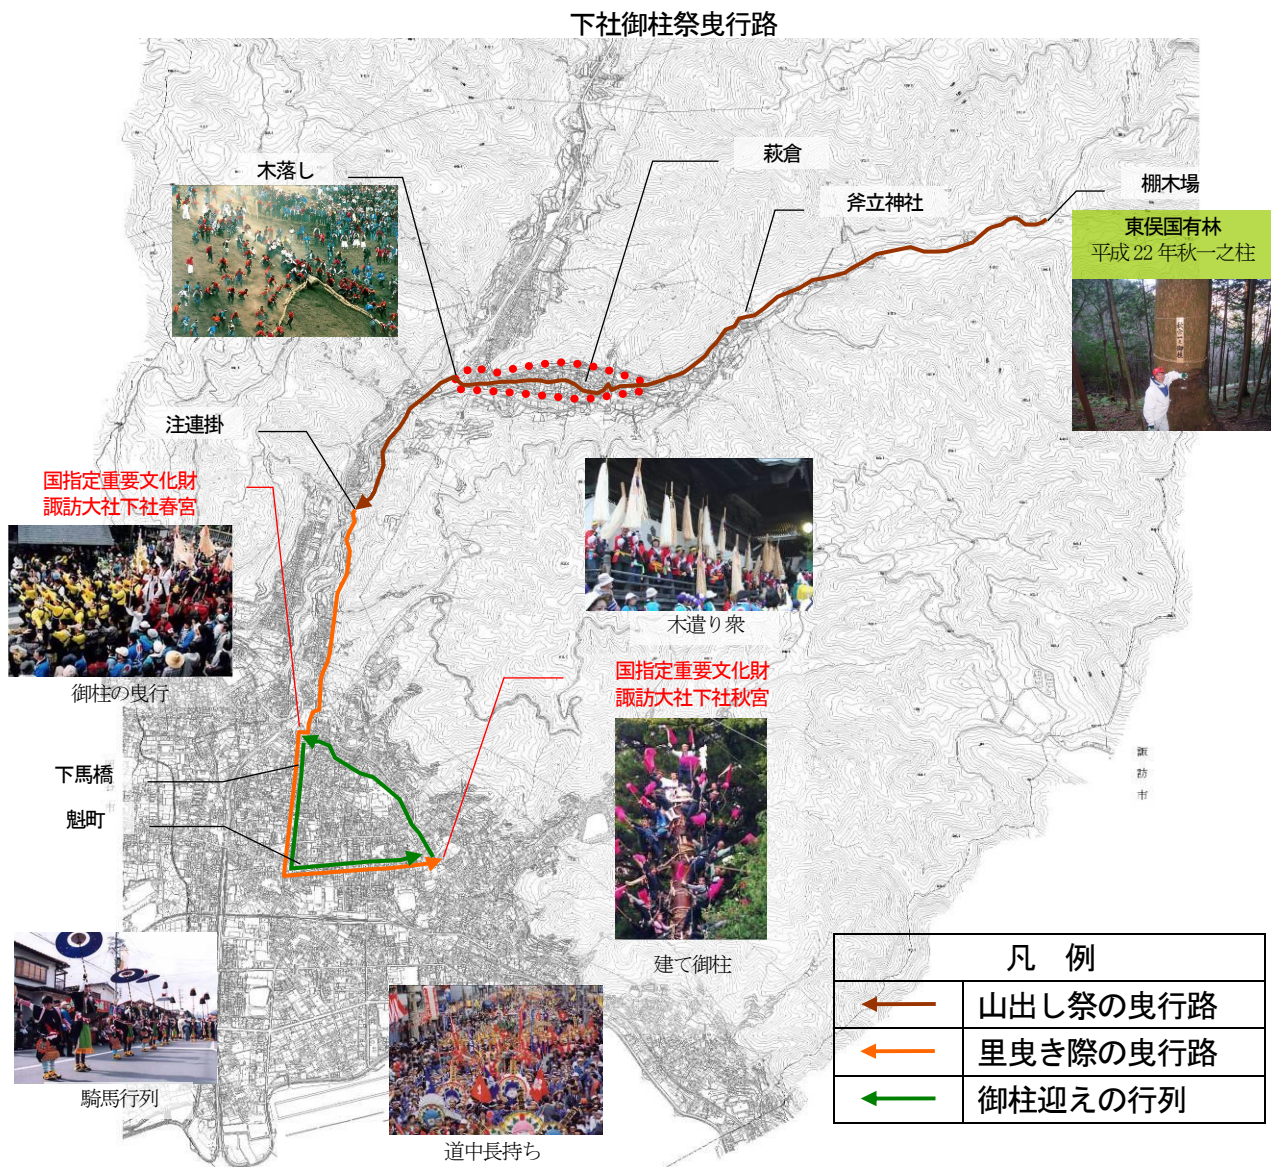 下社御柱祭曳行路
木落し
萩倉
斧立神社
棚木場
東俣国有林
平成22年秋一之柱
注連掛
国指定重要文化財
諏訪大社下社春宮
御柱の曳行
木遣り衆
国指定重要文化財
諏訪大社下社秋宮
下馬橋
魁町
諏訪市
建て御柱
騎馬行列
道中長持ち
凡 例
山出し祭の曳行路
里曳き際の曳行路
御柱迎えの行列